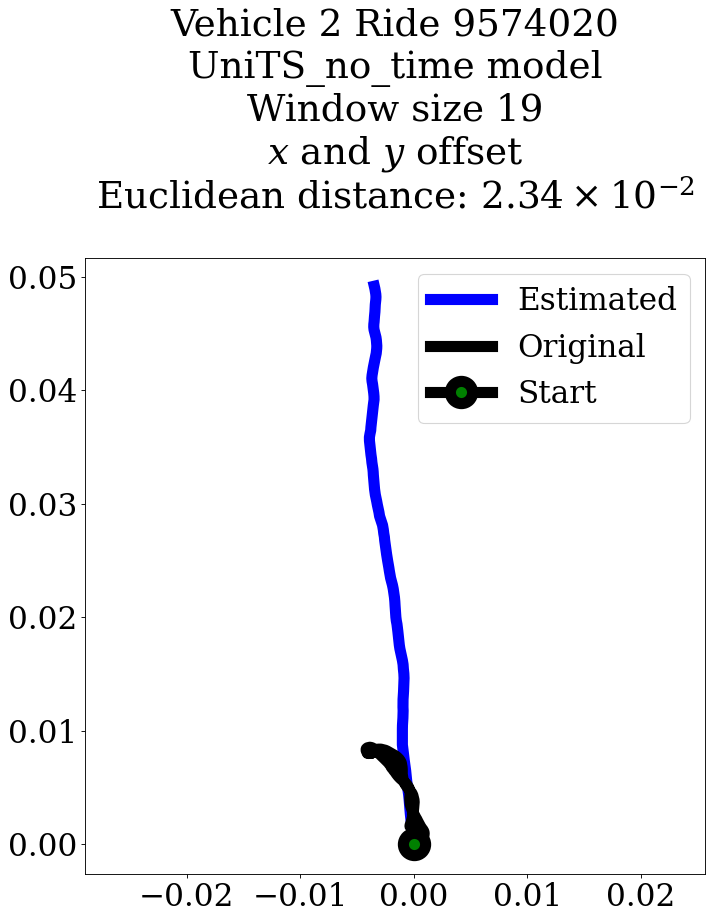 Vehicle 2 Ride 9574020
UniTS_no_time model
Window size 19
x and y offset
Euclidean distance: 2.34 × 10⁻²
0.05
Estimated
Original
Start
0.04
0.03
0.02
0.01
0.00
−0.02 −0.01 0.00 0.01 0.02